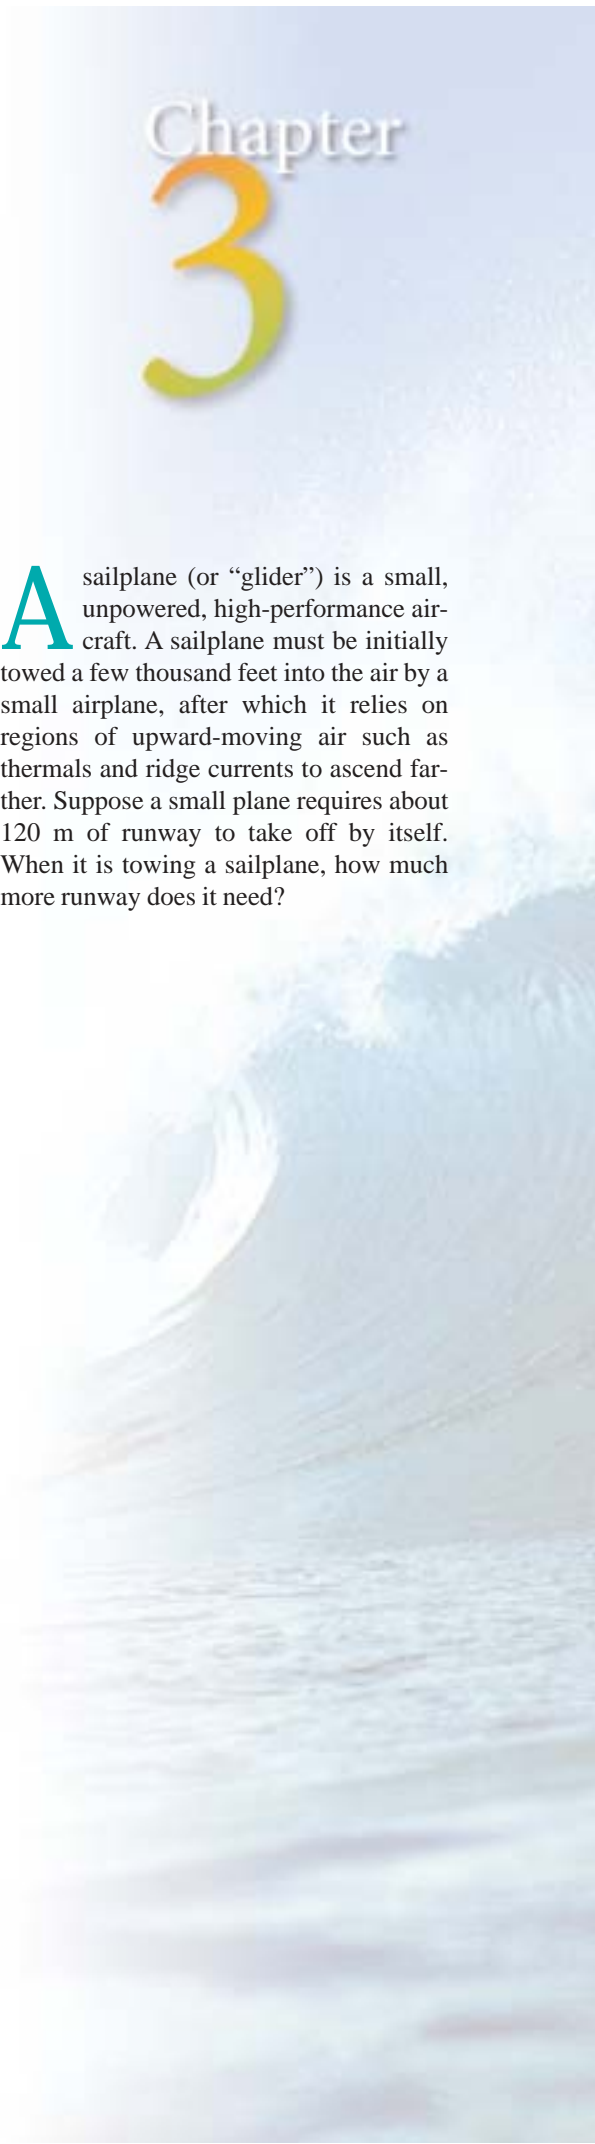 Chapter
3
A sailplane (or “glider”) is a small,
unpowered, high-performance air-
craft. A sailplane must be initially
towed a few thousand feet into the air by a
small airplane, after which it relies on
regions of upward-moving air such as
thermals and ridge currents to ascend far-
ther. Suppose a small plane requires about
120 m of runway to take off by itself.
When it is towing a sailplane, how much
more runway does it need?